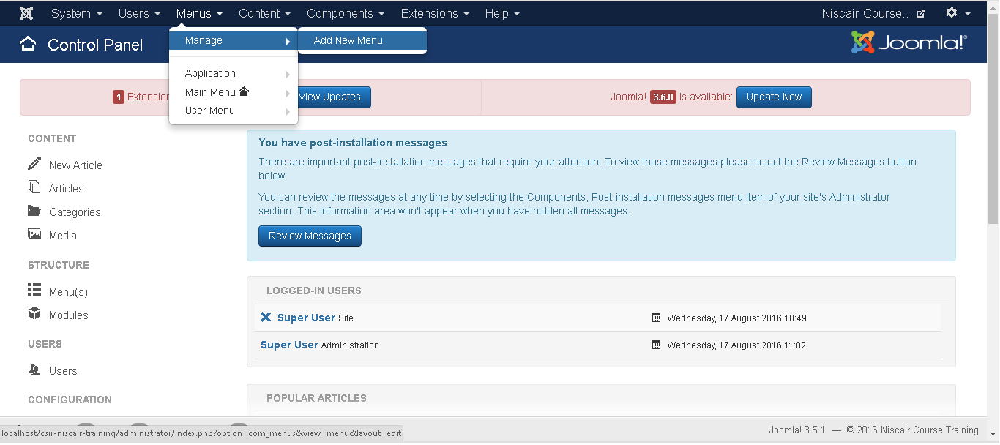 System Users Menus Content Components Extensions Help Niscair Course...
Control Panel Joomla!®
Manage Add New Menu
Application
Main Menu
User Menu
1 Extension View Updates Joomla! 3.6.0 is available: Update Now
CONTENT
New Article
Articles
Categories
Media
STRUCTURE
Menu(s)
Modules
USERS
Users
CONFIGURATION
You have post-installation messages
There are important post-installation messages that require your attention. To view those messages please select the Review Messages button
below.
You can review the messages at any time by selecting the Components, Post-installation messages menu item of your site's Administrator
section. This information area won't appear when you have hidden all messages.
Review Messages
LOGGED-IN USERS
Super User Site Wednesday, 17 August 2016 10:49
Super User Administration Wednesday, 17 August 2016 11:02
POPULAR ARTICLES
localhost/csir-niscair-training/administrator/index.php?option=com_menus&view=menu&layout=edit
Joomla! 3.5.1 — © 2016 Niscair Course Training